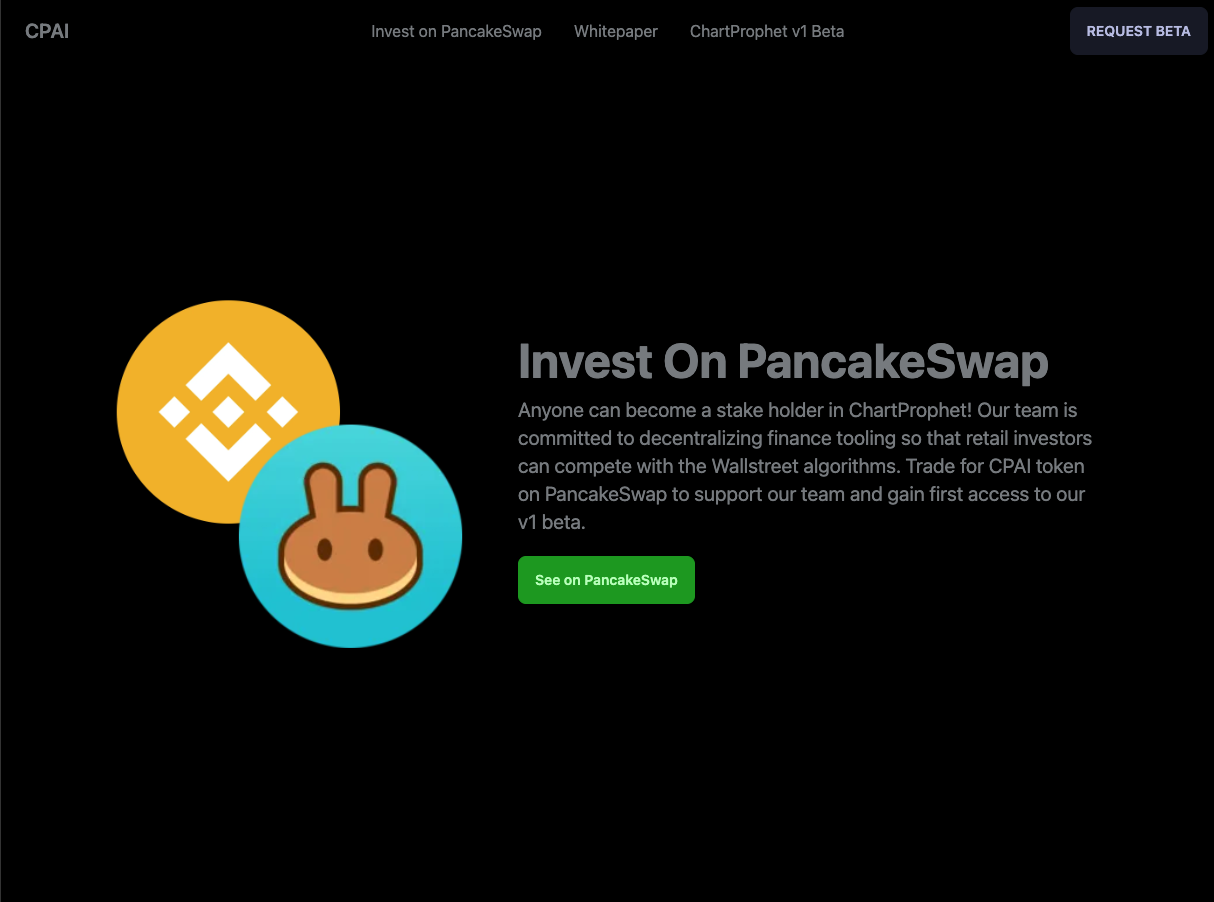 CPAI
Invest on PancakeSwap
Whitepaper
ChartProphet v1 Beta
REQUEST BETA
Invest On PancakeSwap
Anyone can become a stake holder in ChartProphet! Our team is
committed to decentralizing finance tooling so that retail investors
can compete with the Wallstreet algorithms. Trade for CPAI token
on PancakeSwap to support our team and gain first access to our
v1 beta.
See on PancakeSwap